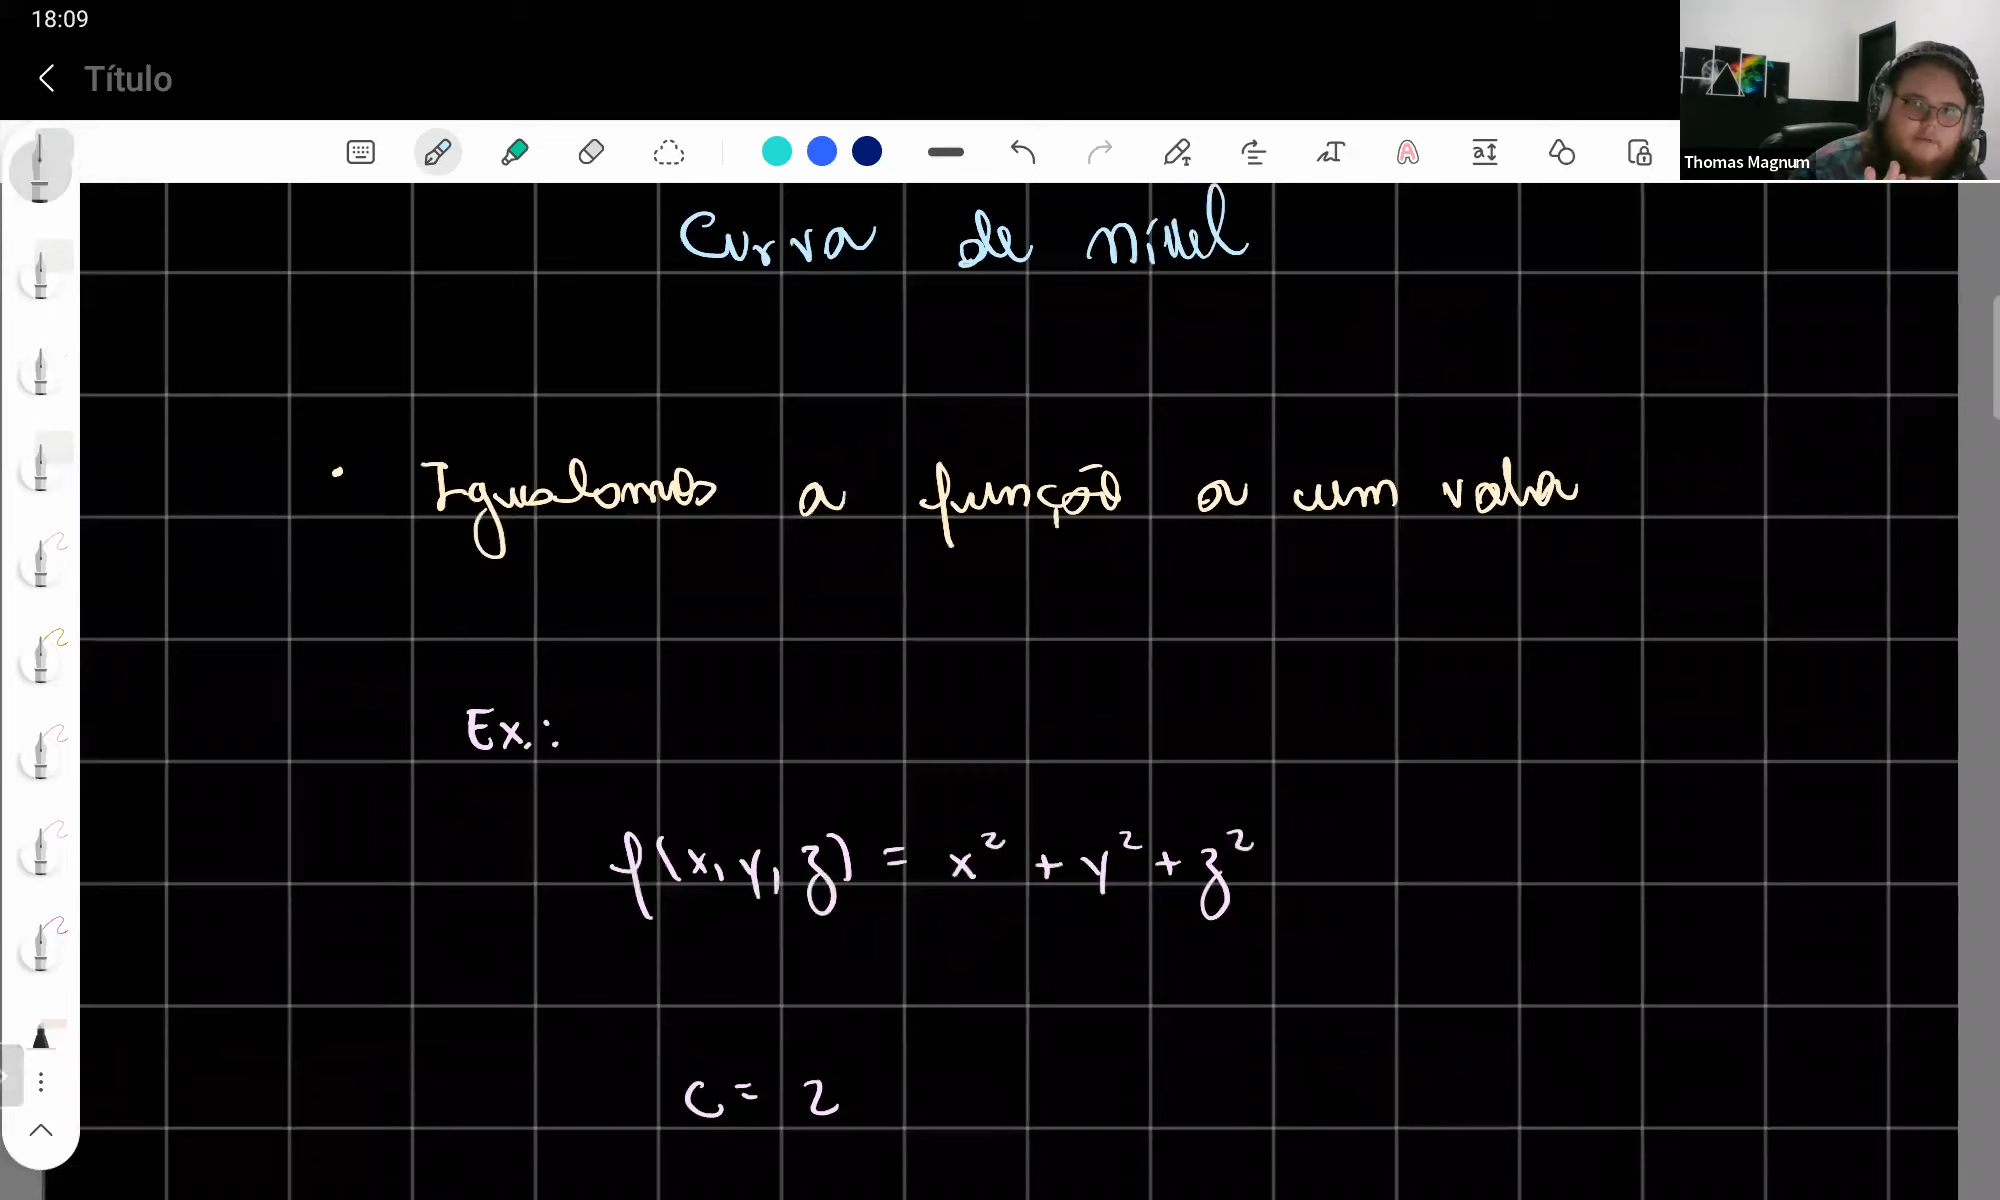 18:09
Título
Thomas Magnum
Curva de nível
• Igualamos a função a um valor
Ex.:
f(x, y, z) = x² + y² + z²
c = 2